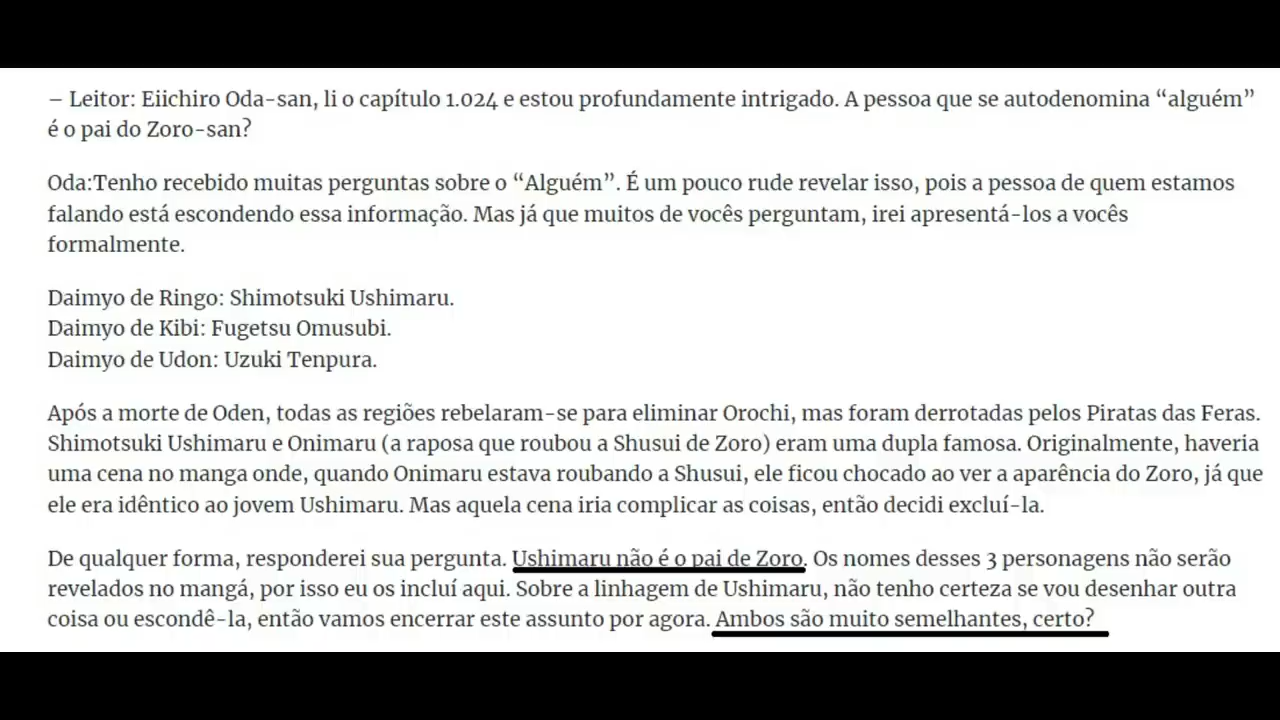 – Leitor: Eiichiro Oda-san, li o capítulo 1.024 e estou profundamente intrigado. A pessoa que se autodenomina “alguém”
é o pai do Zoro-san?
Oda:Tenho recebido muitas perguntas sobre o “Alguém”. É um pouco rude revelar isso, pois a pessoa de quem estamos
falando está escondendo essa informação. Mas já que muitos de vocês perguntam, irei apresentá-los a vocês
formalmente.
Daimyo de Ringo: Shimotsuki Ushimaru.
Daimyo de Kibi: Fugetsu Omusubi.
Daimyo de Udon: Uzuki Tenpura.
Após a morte de Oden, todas as regiões rebelaram-se para eliminar Orochi, mas foram derrotadas pelos Piratas das Feras.
Shimotsuki Ushimaru e Onimaru (a raposa que roubou a Shusui de Zoro) eram uma dupla famosa. Originalmente, haveria
uma cena no manga onde, quando Onimaru estava roubando a Shusui, ele ficou chocado ao ver a aparência do Zoro, já que
ele era idêntico ao jovem Ushimaru. Mas aquela cena iria complicar as coisas, então decidi excluí-la.
De qualquer forma, responderei sua pergunta. Ushimaru não é o pai de Zoro. Os nomes desses 3 personagens não serão
revelados no mangá, por isso eu os incluí aqui. Sobre a linhagem de Ushimaru, não tenho certeza se vou desenhar outra
coisa ou escondê-la, então vamos encerrar este assunto por agora. Ambos são muito semelhantes, certo?